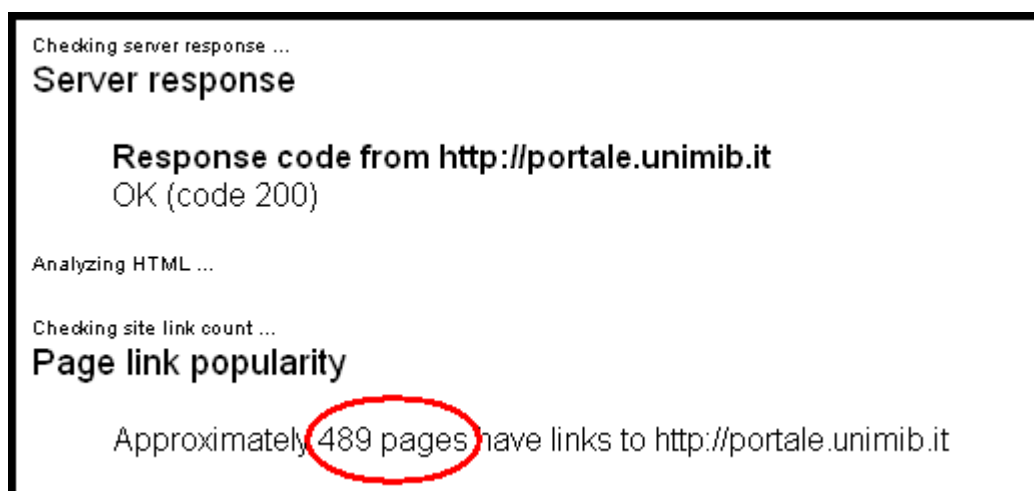 Checking server response ...
Server response
Response code from http://portale.unimib.it
OK (code 200)
Analyzing HTML ...
Checking site link count ...
Page link popularity
Approximately 489 pages have links to http://portale.unimib.it